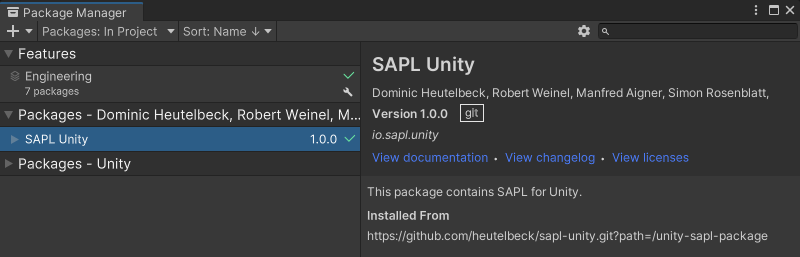 Package Manager
Packages: In Project
Sort: Name ↓
Features
Engineering
7 packages
Packages - Dominic Heutelbeck, Robert Weinel, M...
SAPL Unity 1.0.0
Packages - Unity
SAPL Unity
Dominic Heutelbeck, Robert Weinel, Manfred Aigner, Simon Rosenblatt,
Version 1.0.0 git
io.sapl.unity
View documentation • View changelog • View licenses
This package contains SAPL for Unity.
Installed From
https://github.com/heutelbeck/sapl-unity.git?path=/unity-sapl-package